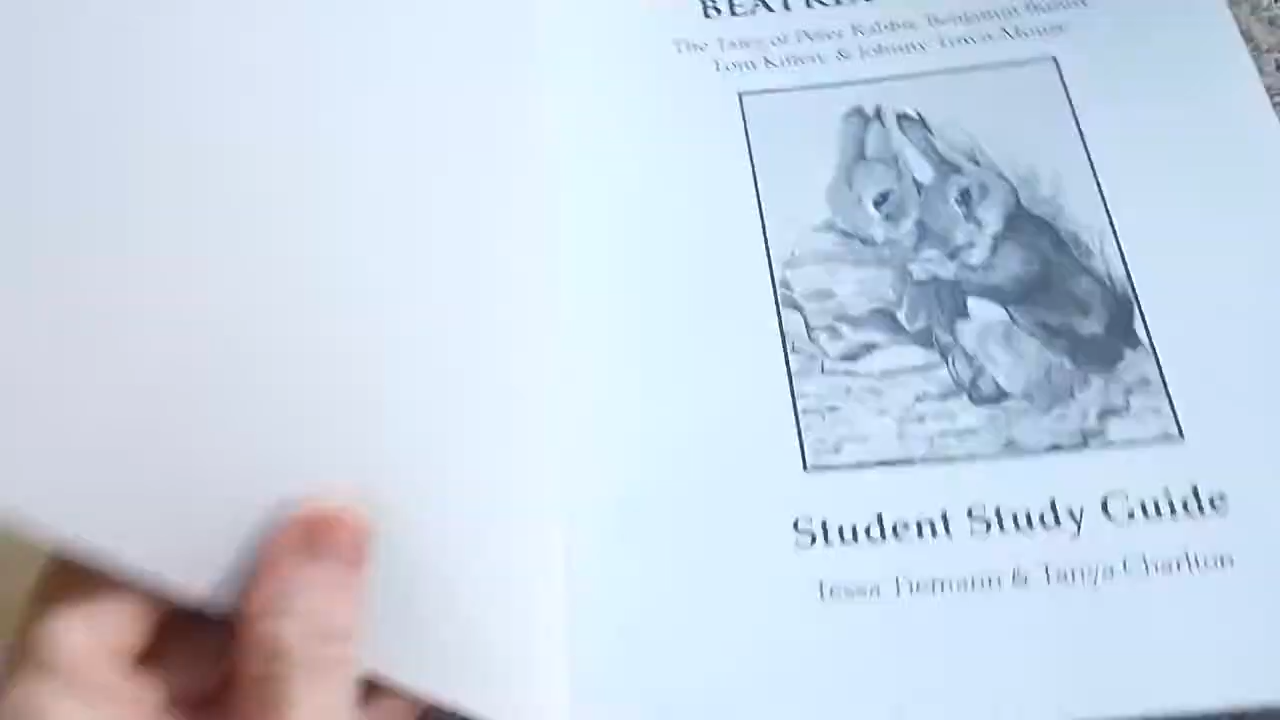 BEATRIX
The Tales of Peter Rabbit, Benjamin Bunny
Tom Kitten, & Johnny Town-Mouse
Student Study Guide
Tessa Tiemann & Tanya Charlton